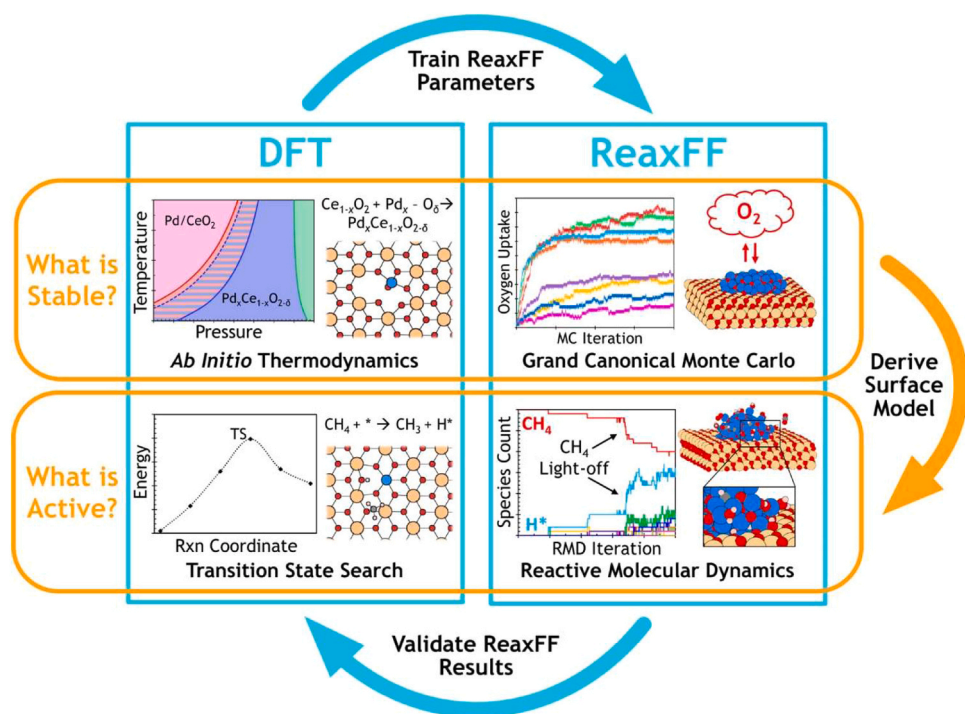 Train ReaxFF
Parameters
DFT
ReaxFF
What is
Stable?
Temperature
Pd/CeO₂
PdₓCe₁₋ₓO₂₋δ
Pressure
Ce₁₋ₓO₂ + Pdₓ - Oδ→
PdₓCe₁₋ₓO₂₋δ
Ab Initio Thermodynamics
Oxygen Uptake
MC Iteration
O₂
Grand Canonical Monte Carlo
Derive
Surface
Model
What is
Active?
Energy
TS
Rxn Coordinate
CH₄ + * → CH₃ + H*
Transition State Search
Species Count
CH₄
CH₄
Light-off
H*
RMD Iteration
Reactive Molecular Dynamics
Validate ReaxFF
Results